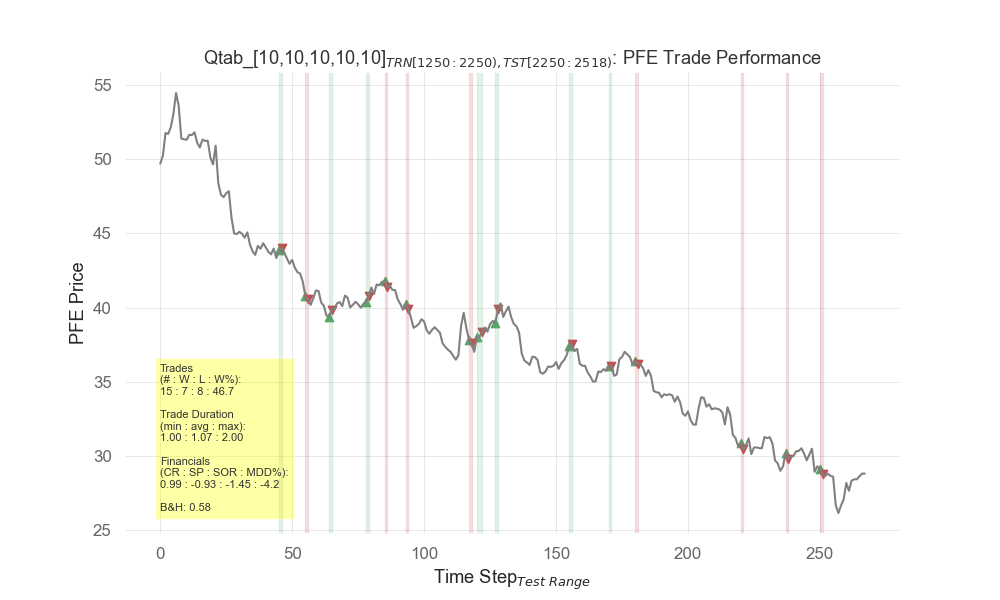 Qtab_[10,10,10,10,10]TRN[1250:2250),TST[2250:2518): PFE Trade Performance
55
50
45
40
35
30
25
PFE Price
Trades
(# : W : L : W%):
15 : 7 : 8 : 46.7
Trade Duration
(min : avg : max):
1.00 : 1.07 : 2.00
Financials
(CR : SP : SOR : MDD%):
0.99 : -0.93 : -1.45 : -4.2
B&H: 0.58
0 50 100 150 200 250
Time StepTest Range